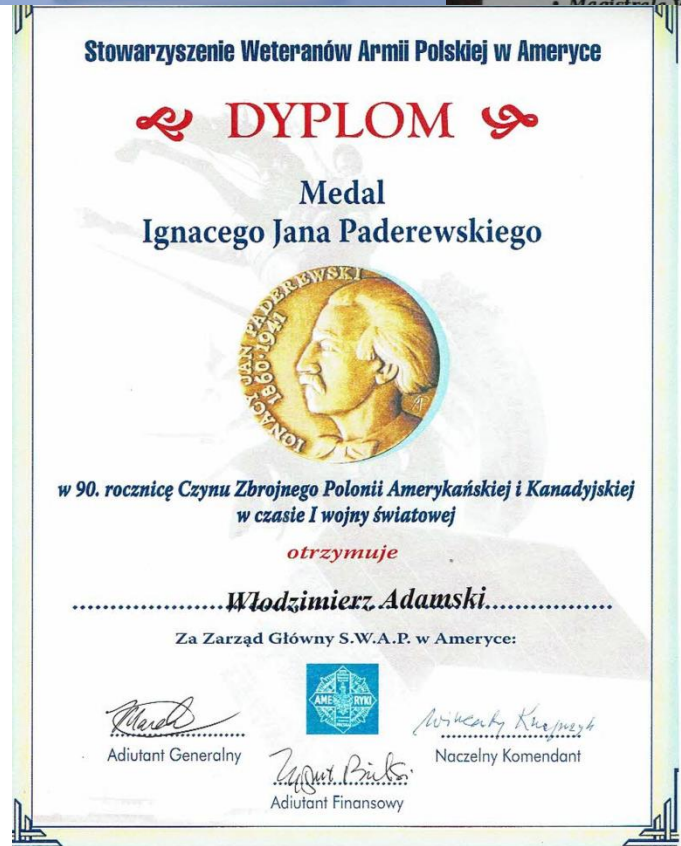 • Magistrala
Stowarzyszenie Weteranów Armii Polskiej w Ameryce
DYPLOM
Medal
Ignacego Jana Paderewskiego
IGNACY JAN PADEREWSKI
1860-1941
w 90. rocznicę Czynu Zbrojnego Polonii Amerykańskiej i Kanadyjskiej
w czasie I wojny światowej
otrzymuje
Włodzimierz Adamski
Za Zarząd Główny S.W.A.P. w Ameryce:
AME RYKI
Wincenty
Adiutant Generalny
Naczelny Komendant
Adiutant Finansowy